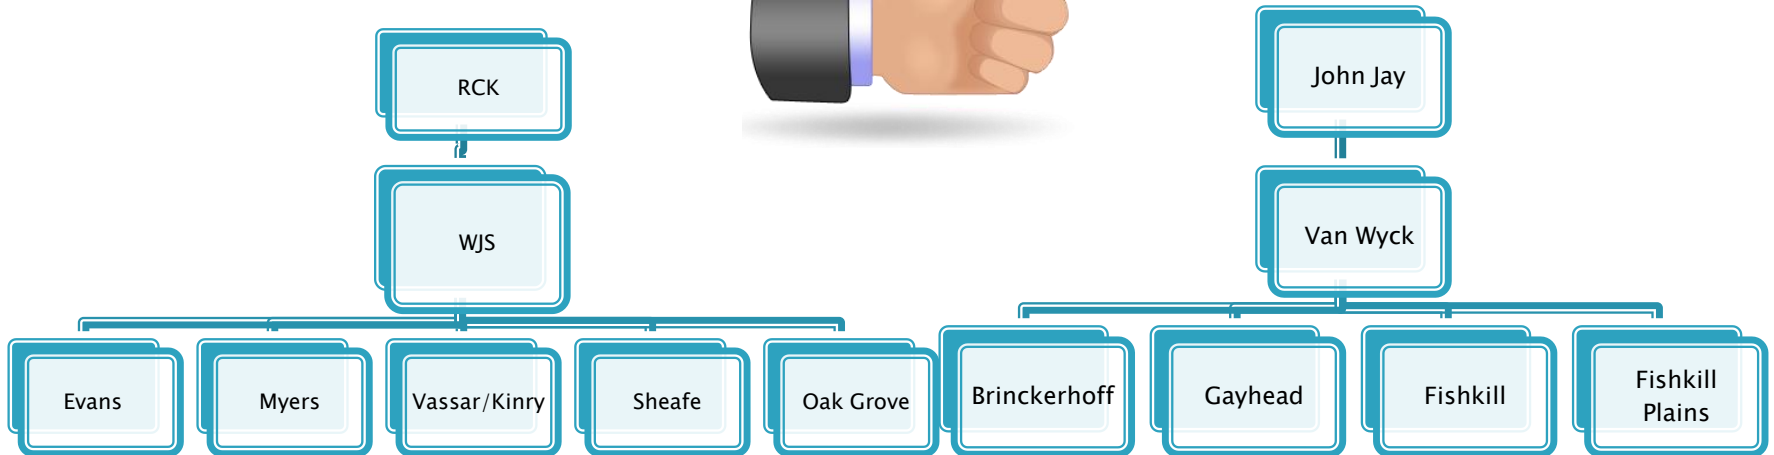 RCK
John Jay
WJS
Van Wyck
Evans
Myers
Vassar/Kinry
Sheafe
Oak Grove
Brinckerhoff
Gayhead
Fishkill
Fishkill
Plains